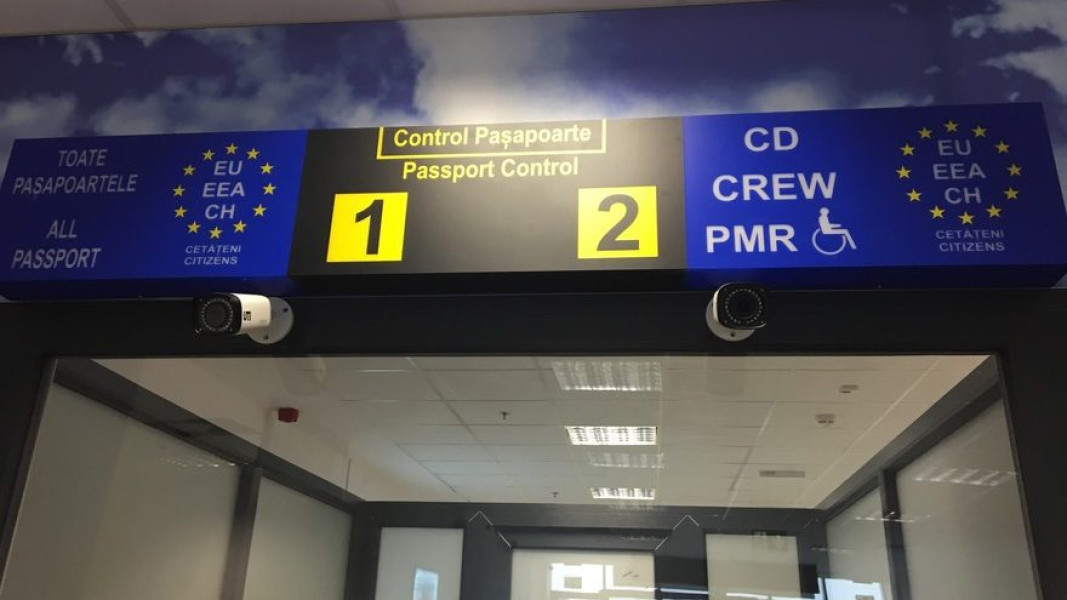 TOATE
PAȘAPOARTELE
ALL
PASSPORT
EU
EEA
CH
CETĂȚENI
CITIZENS
Control Pașapoarte
Passport Control
1
2
CD
CREW
PMR
EU
EEA
CH
CETĂȚENI
CITIZENS